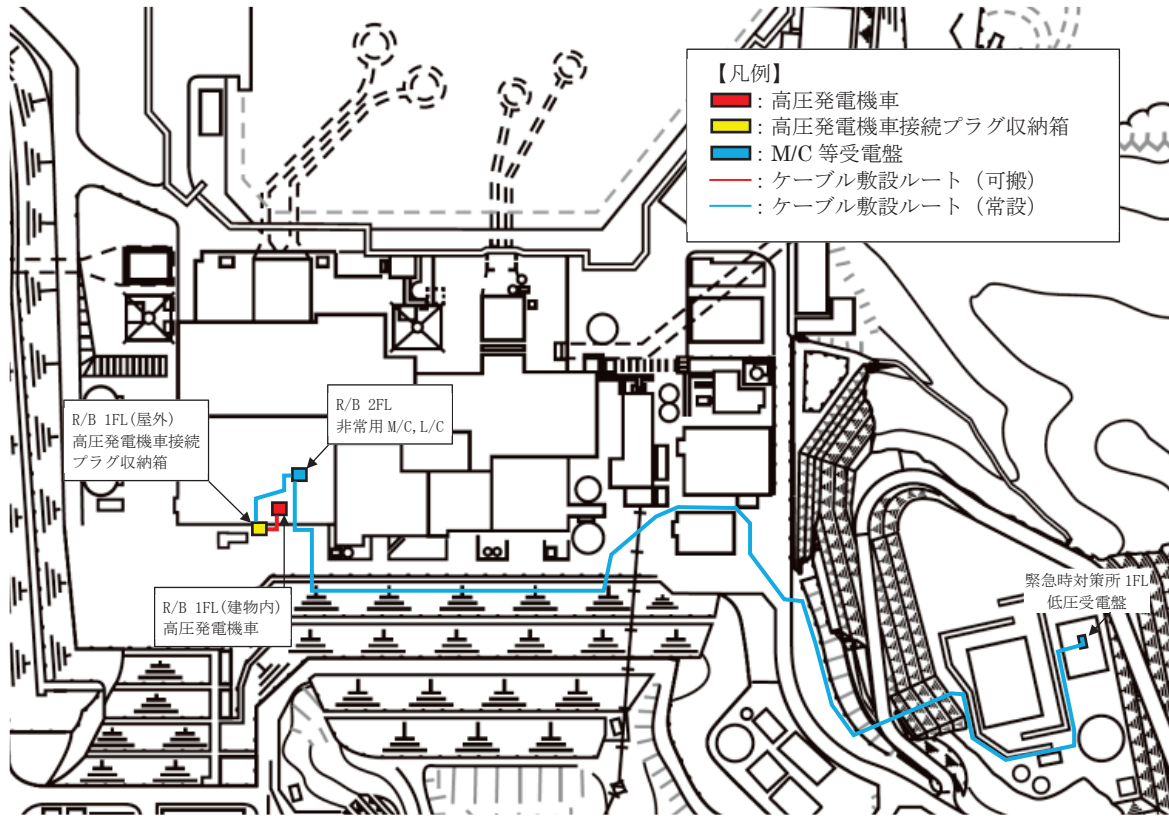 【凡例】
：高圧発電機車
：高圧発電機車接続プラグ収納箱
：M/C 等受電盤
：ケーブル敷設ルート（可搬）
：ケーブル敷設ルート（常設）
R/B 1FL(屋外)
高圧発電機車接続
プラグ収納箱
R/B 2FL
非常用 M/C, L/C
R/B 1FL(建物内)
高圧発電機車
緊急時対策所 1FL
低圧受電盤